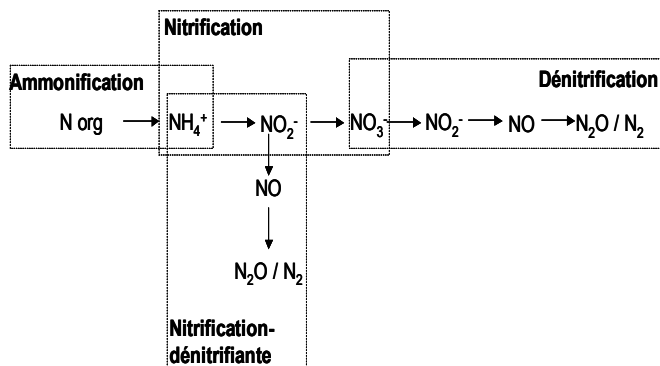 Nitrification
Ammonification
Dénitrification
N org → NH₄⁺ → NO₂⁻ → NO₃⁻ → NO₂⁻ → NO → N₂O / N₂
NO
N₂O / N₂
Nitrification-
dénitrifiante